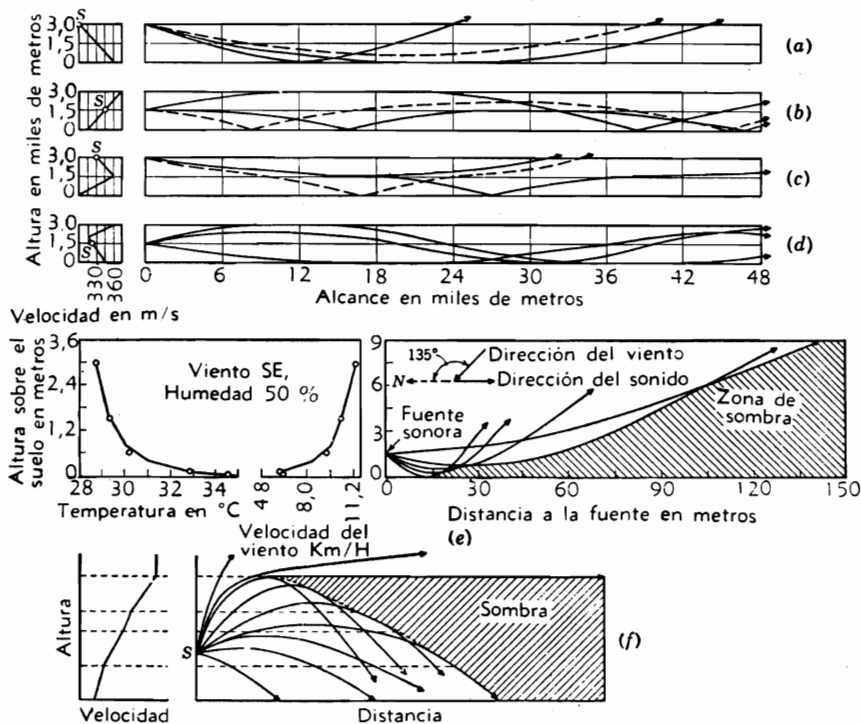 Altura en miles de metros
S
3,0
1,5
0
(a)
S
3,0
1,5
0
(b)
S
3,0
1,5
0
(c)
S
3,0
1,5
0
(d)
330
360
0
12
18
24
30
36
42
48
Alcance en miles de metros
Velocidad en m/s
Altura sobre el
suelo en metros
3,6
2,4
1,2
0
Viento SE,
Humedad 50 %
28
30
32
34
Temperatura en °C
48
8,0
11,2
Velocidad del
viento Km/H
9
6
3
1
0
135°
Dirección del viento
N
Dirección del sonido
Fuente
sonora
Zona de
sombra
0
30
60
90
120
150
Distancia a la fuente en metros
(e)
Altura
Velocidad
S
Sombra
(f)
Distancia